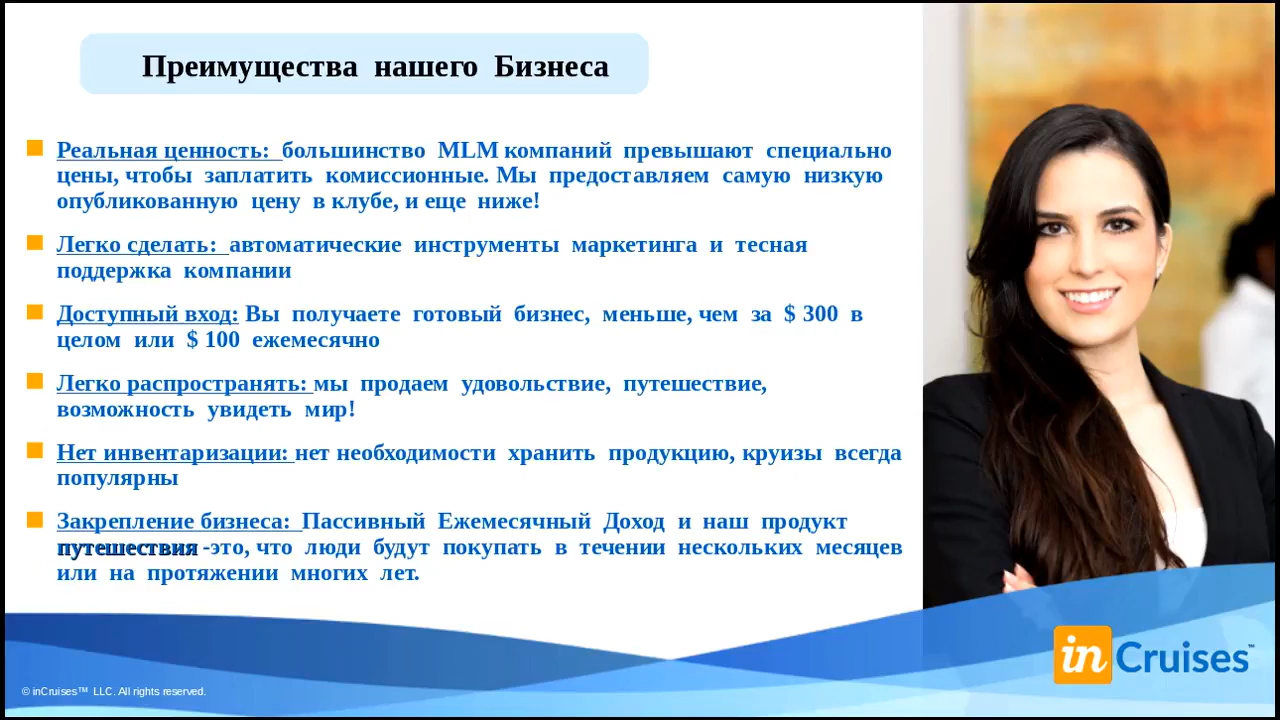 Преимущества нашего Бизнеса
Реальная ценность: большинство MLM компаний превышают специально
цены, чтобы заплатить комиссионные. Мы предоставляем самую низкую
опубликованную цену в клубе, и еще ниже!
Легко сделать: автоматические инструменты маркетинга и тесная
поддержка компании
Доступный вход: Вы получаете готовый бизнес, меньше, чем за $ 300 в
целом или $ 100 ежемесячно
Легко распространять: мы продаем удовольствие, путешествие,
возможность увидеть мир!
Нет инвентаризации: нет необходимости хранить продукцию, круизы всегда
популярны
Закрепление бизнеса: Пассивный Ежемесячный Доход и наш продукт
путешествия -это, что люди будут покупать в течении нескольких месяцев
или на протяжении многих лет.
inCruises™
© inCruises™ LLC. All rights reserved.